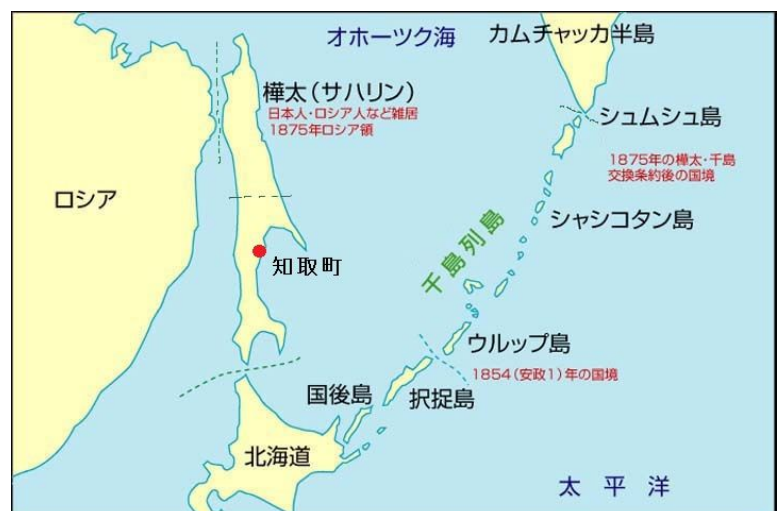 オホーツク海
カムチャッカ半島
樺太(サハリン)
日本人・ロシア人など雑居
1875年ロシア領
シュムシュ島
1875年の樺太・千島
交換条約後の国境
ロシア
シャシコタン島
千島列島
知取町
ウルップ島
1854(安政1)年の国境
国後島
択捉島
北海道
太平洋